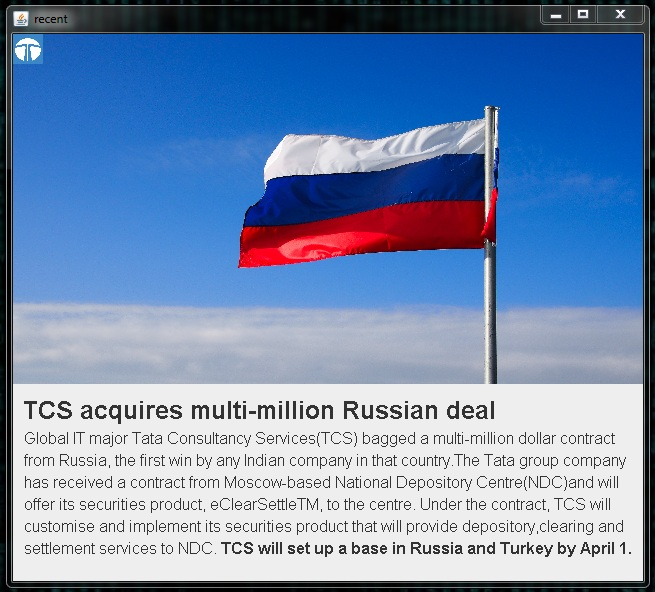 recent
TCS acquires multi-million Russian deal
Global IT major Tata Consultancy Services(TCS) bagged a multi-million dollar contract
from Russia, the first win by any Indian company in that country.The Tata group company
has received a contract from Moscow-based National Depository Centre(NDC)and will
offer its securities product, eClearSettleTM, to the centre. Under the contract, TCS will
customise and implement its securities product that will provide depository,clearing and
settlement services to NDC. TCS will set up a base in Russia and Turkey by April 1.